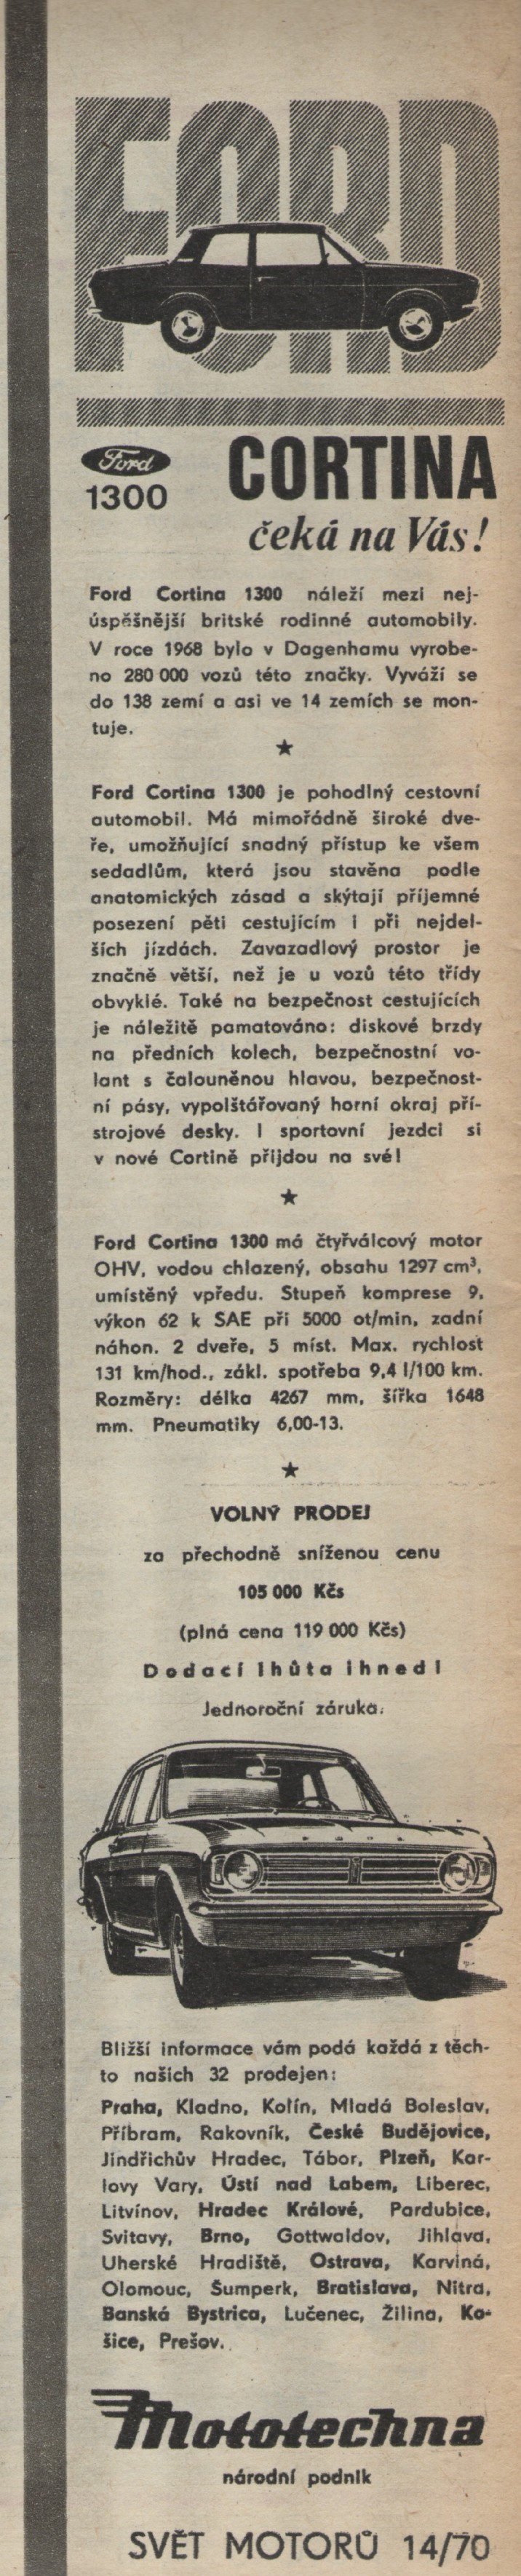 FORD
Ford
1300
CORTINA
čeká na Vás!
Ford Cortina 1300 náleží mezi nej-
úspěšnější britské rodinné automobily.
V roce 1968 bylo v Dagenhamu vyrobe-
no 280 000 vozů této značky. Vyváží se
do 138 zemí a asi ve 14 zemích se mon-
tuje.
★
Ford Cortina 1300 je pohodlný cestovní
automobil. Má mimořádně široké dve-
ře, umožňující snadný přístup ke všem
sedadlům, která jsou stavěna podle
anatomických zásad a skýtají příjemné
posezení pěti cestujícím i při nejdel-
ších jízdách. Zavazadlový prostor je
značně větší, než je u vozů této třídy
obvyklé. Také na bezpečnost cestujících
je náležitě pamatováno: diskové brzdy
na předních kolech, bezpečnostní vo-
lant s čalouněnou hlavou, bezpečnost-
ní pásy, vypolštářovaný horní okraj pří-
strojové desky. I sportovní jezdci si
v nové Cortině přijdou na své!
★
Ford Cortina 1300 má čtyřválcový motor
OHV, vodou chlazený, obsahu 1297 cm³,
umístěný vpředu. Stupeň komprese 9,
výkon 62 k SAE při 5000 ot/min, zadní
náhon. 2 dveře, 5 míst. Max. rychlost
131 km/hod., zákl. spotřeba 9,4 l/100 km.
Rozměry: délka 4267 mm, šířka 1648
mm. Pneumatiky 6,00-13.
★
VOLNÝ PRODEJ
za přechodně sníženou cenu
105 000 Kčs
(plná cena 119 000 Kčs)
Dodací lhůta ihned!
Jednoroční záruka.
FORD
Bližší informace vám podá každá z těch-
to našich 32 prodejen:
Praha, Kladno, Kolín, Mladá Boleslav,
Příbram, Rakovník, České Budějovice,
Jindřichův Hradec, Tábor, Plzeň, Kar-
lovy Vary, Ústí nad Labem, Liberec,
Litvínov, Hradec Králové, Pardubice,
Svitavy, Brno, Gottwaldov, Jihlava,
Uherské Hradiště, Ostrava, Karviná,
Olomouc, Šumperk, Bratislava, Nitra,
Banská Bystrica, Lučenec, Žilina, Ko-
šice, Prešov.
Mototechna
národní podnik
SVĚT MOTORŮ 14/70